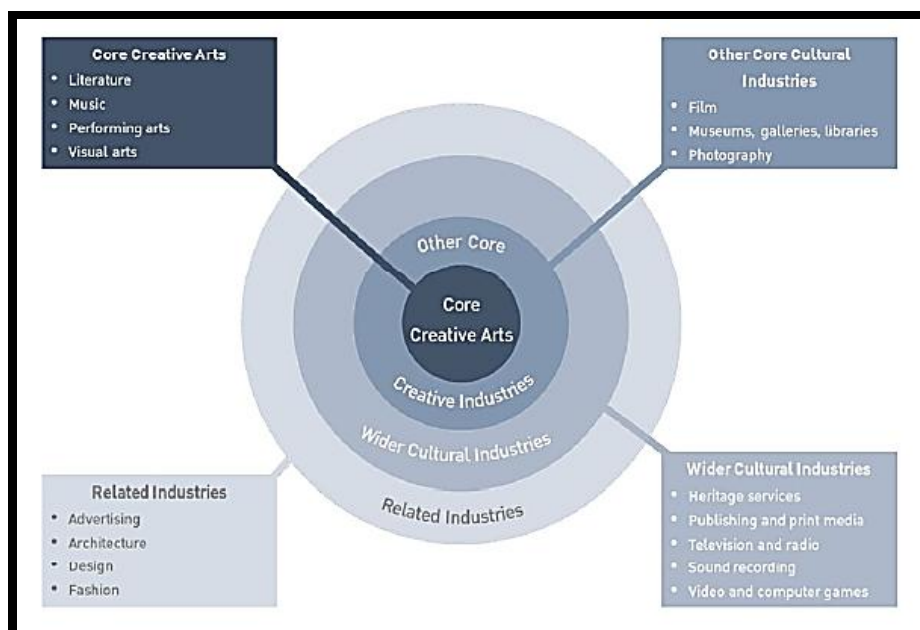 Core Creative Arts
• Literature
• Music
• Performing arts
• Visual arts
Other Core Cultural
Industries
• Film
• Museums, galleries, libraries
• Photography
Other Core
Core
Creative Arts
Creative Industries
Wider Cultural Industries
Related Industries
Related Industries
• Advertising
• Architecture
• Design
• Fashion
Wider Cultural Industries
• Heritage services
• Publishing and print media
• Television and radio
• Sound recording
• Video and computer games